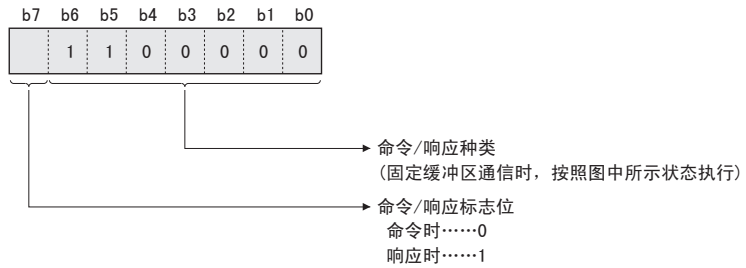 b7 b6 b5 b4 b3 b2 b1 b0
1 1 0 0 0 0 0
命令/响应种类
(固定缓冲区通信时，按照图中所示状态执行)
命令/响应标志位
命令时……0
响应时……1